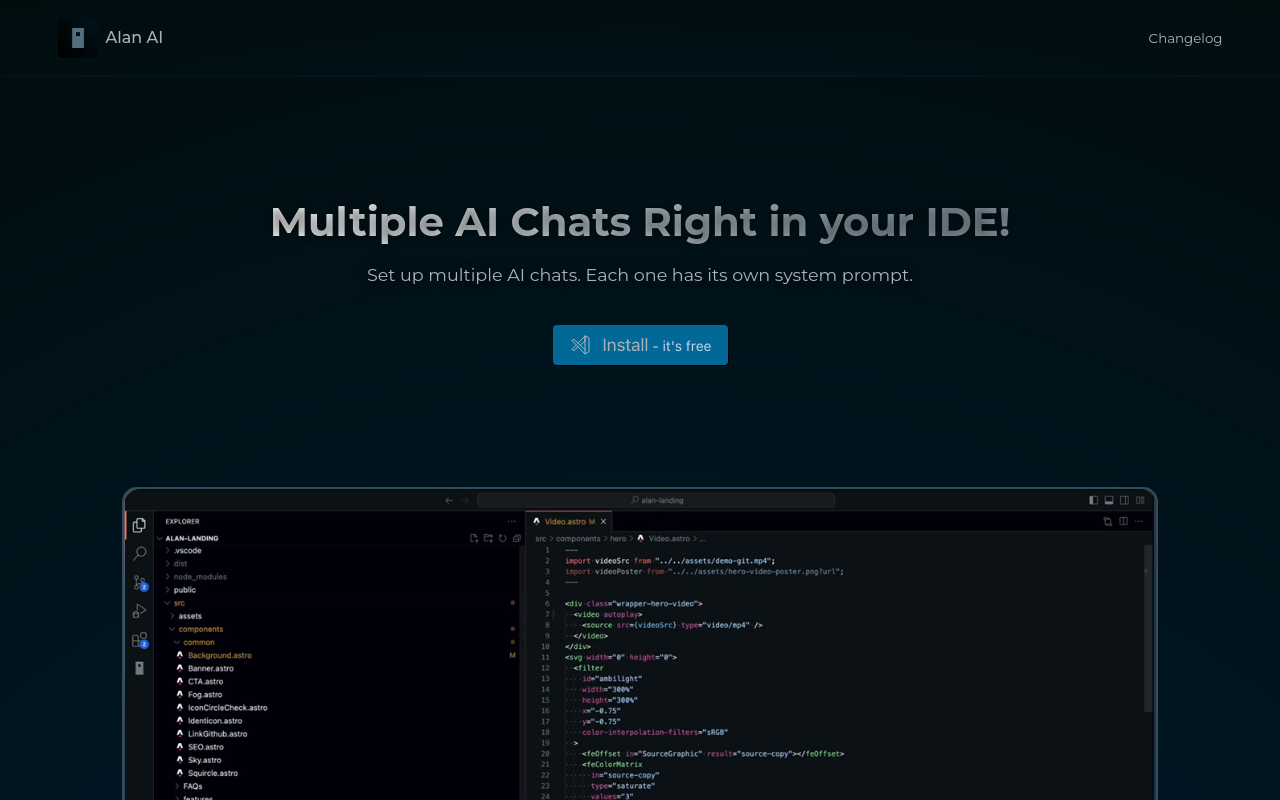 Alan AI
Changelog
Multiple AI Chats Right in your IDE!
Set up multiple AI chats. Each one has its own system prompt.
Install - it's free
alan-landing
EXPLORER
ALAN-LANDING
.vscode
dist
node_modules
public
src
assets
components
common
Background.astro M
Banner.astro
CTA.astro
Fog.astro
IconCircleCheck.astro
Identicon.astro
LinkGithub.astro
SEO.astro
Sky.astro
Squircle.astro
FAQs
features
2
2
Video.astro M
src > components > hero > Video.astro > ...
1 ---
2 import videoSrc from "../../assets/demo-git.mp4";
3 import videoPoster from "../../assets/hero-video-poster.png?url";
4 ---
5
6 <div class="wrapper-hero-video">
7 <video autoplay>
8 <source src={videoSrc} type="video/mp4" />
9 </video>
10 </div>
11 <svg width="0" height="0">
12 <filter
13 id="ambilight"
14 width="300%"
15 height="300%"
16 x="-0.75"
17 y="-0.75"
18 color-interpolation-filters="sRGB"
19 >
20 <feOffset in="SourceGraphic" result="source-copy"></feOffset>
21 <feColorMatrix
22 in="source-copy"
23 type="saturate"
24 values="3"